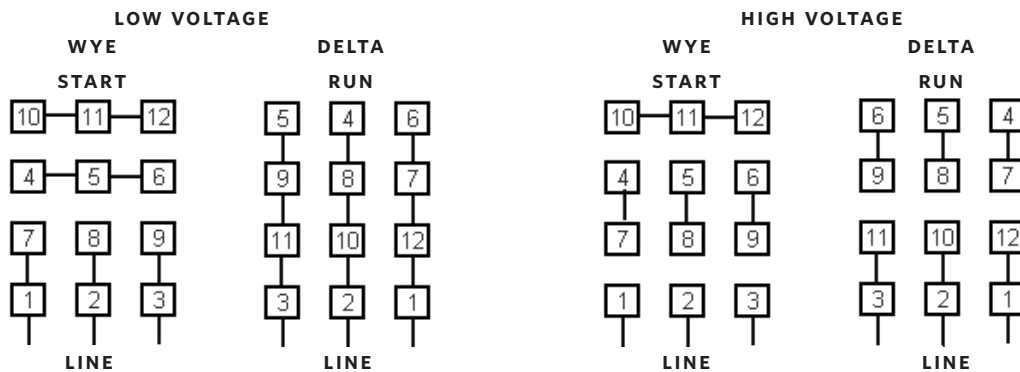 LOW VOLTAGE HIGH VOLTAGE
WYE DELTA WYE DELTA
START RUN START RUN
10 11 12 5 4 6 10 11 12 6 5 4
4 5 6 9 8 7 4 5 6 9 8 7
7 8 9 11 10 12 7 8 9 11 10 12
1 2 3 3 2 1 1 2 3 3 2 1
LINE LINE LINE LINE